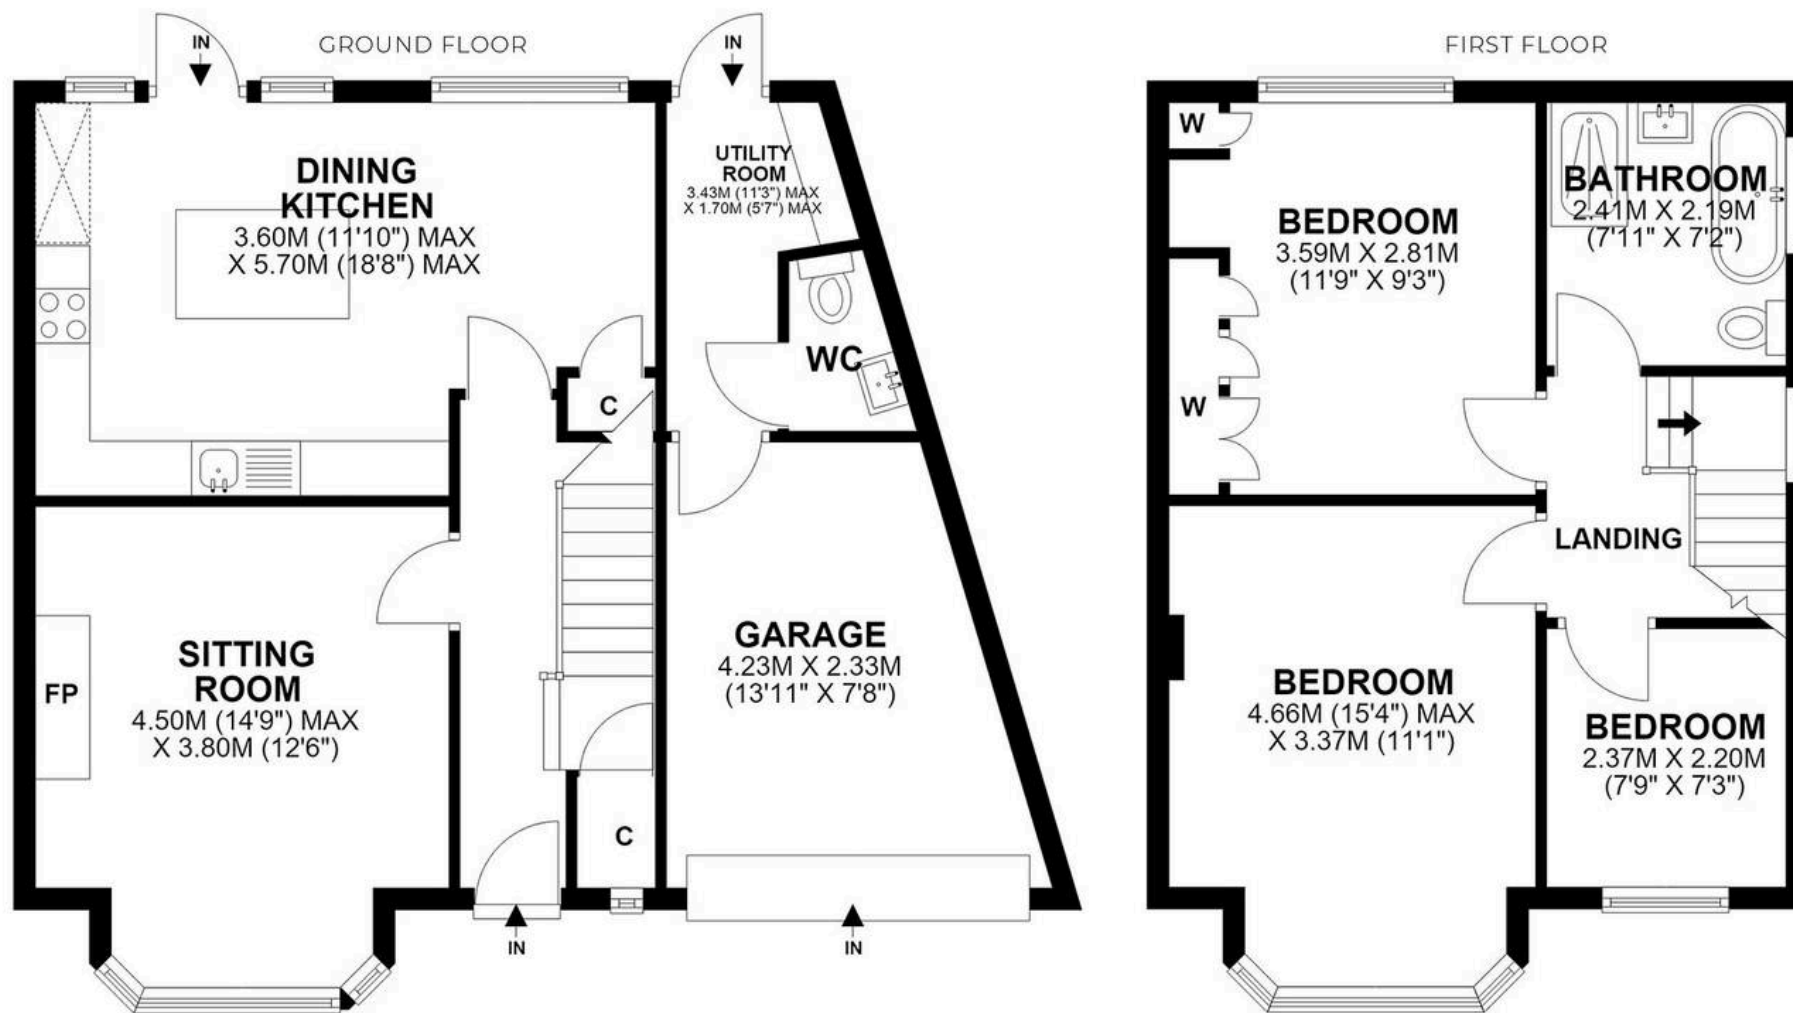 GROUND FLOOR
IN
IN
DINING
KITCHEN
3.60M (11'10") MAX
X 5.70M (18'8") MAX
UTILITY
ROOM
3.43M (11'3") MAX
X 1.70M (5'7") MAX
WC
C
SITTING
ROOM
4.50M (14'9") MAX
X 3.80M (12'6")
FP
GARAGE
4.23M X 2.33M
(13'11" X 7'8")
C
IN
IN
FIRST FLOOR
W
BEDROOM
3.59M X 2.81M
(11'9" X 9'3")
BATHROOM
2.41M X 2.19M
(7'11" X 7'2")
W
LANDING
BEDROOM
4.66M (15'4") MAX
X 3.37M (11'1")
BEDROOM
2.37M X 2.20M
(7'9" X 7'3")